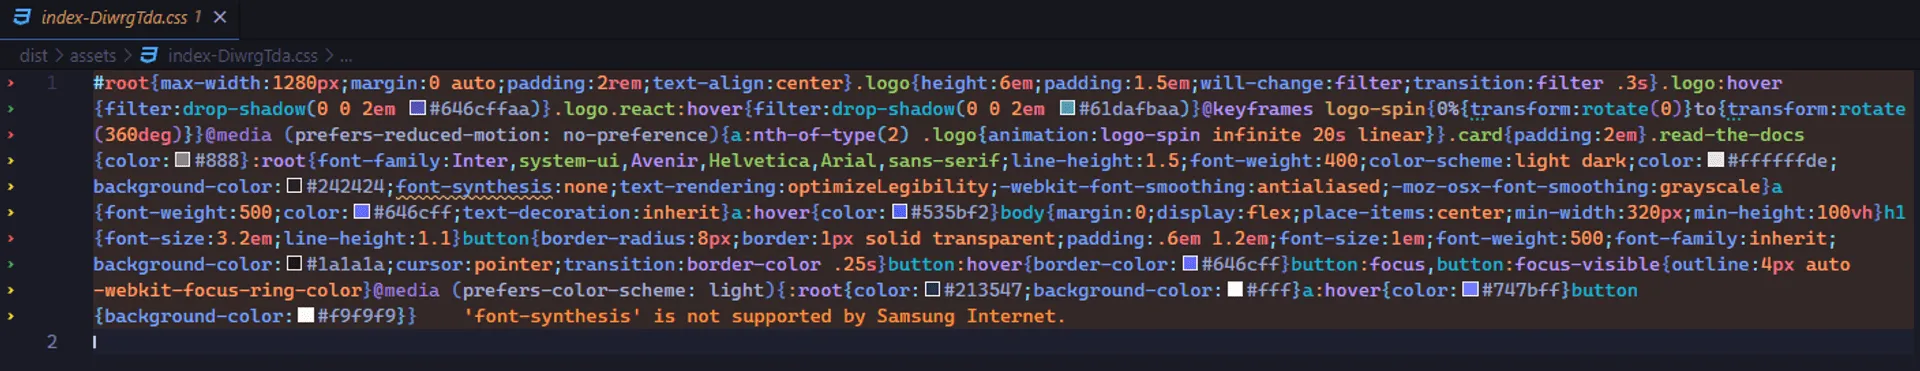 index-DiwrgTda.css 1 ×
dist > assets > index-DiwrgTda.css > ...
1 #root{max-width:1280px;margin:0 auto;padding:2rem;text-align:center}.logo{height:6em;padding:1.5em;will-change:filter;transition:filter .3s}.logo:hover
{filter:drop-shadow(0 0 2em #646cffaa)}.logo.react:hover{filter:drop-shadow(0 0 2em #61dafbaa)}@keyframes logo-spin{0%{transform:rotate(0)}to{transform:rotate
(360deg)}}@media (prefers-reduced-motion: no-preference){a:nth-of-type(2) .logo{animation:logo-spin infinite 20s linear}}.card{padding:2em}.read-the-docs
{color:#888}:root{font-family:Inter,system-ui,Avenir,Helvetica,Arial,sans-serif;line-height:1.5;font-weight:400;color-scheme:light dark;color:#ffffffde;
background-color:#242424;font-synthesis:none;text-rendering:optimizeLegibility;-webkit-font-smoothing:antialiased;-moz-osx-font-smoothing:grayscale}a
{font-weight:500;color:#646cff;text-decoration:inherit}a:hover{color:#535bf2}body{margin:0;display:flex;place-items:center;min-width:320px;min-height:100vh}h1
{font-size:3.2em;line-height:1.1}button{border-radius:8px;border:1px solid transparent;padding:.6em 1.2em;font-size:1em;font-weight:500;font-family:inherit;
background-color:#1a1a1a;cursor:pointer;transition:border-color .25s}button:hover{border-color:#646cff}button:focus,button:focus-visible{outline:4px auto
-webkit-focus-ring-color}@media (prefers-color-scheme: light){:root{color:#213547;background-color:#fff}a:hover{color:#747bff}button
{background-color:#f9f9f9}} 'font-synthesis' is not supported by Samsung Internet.
2